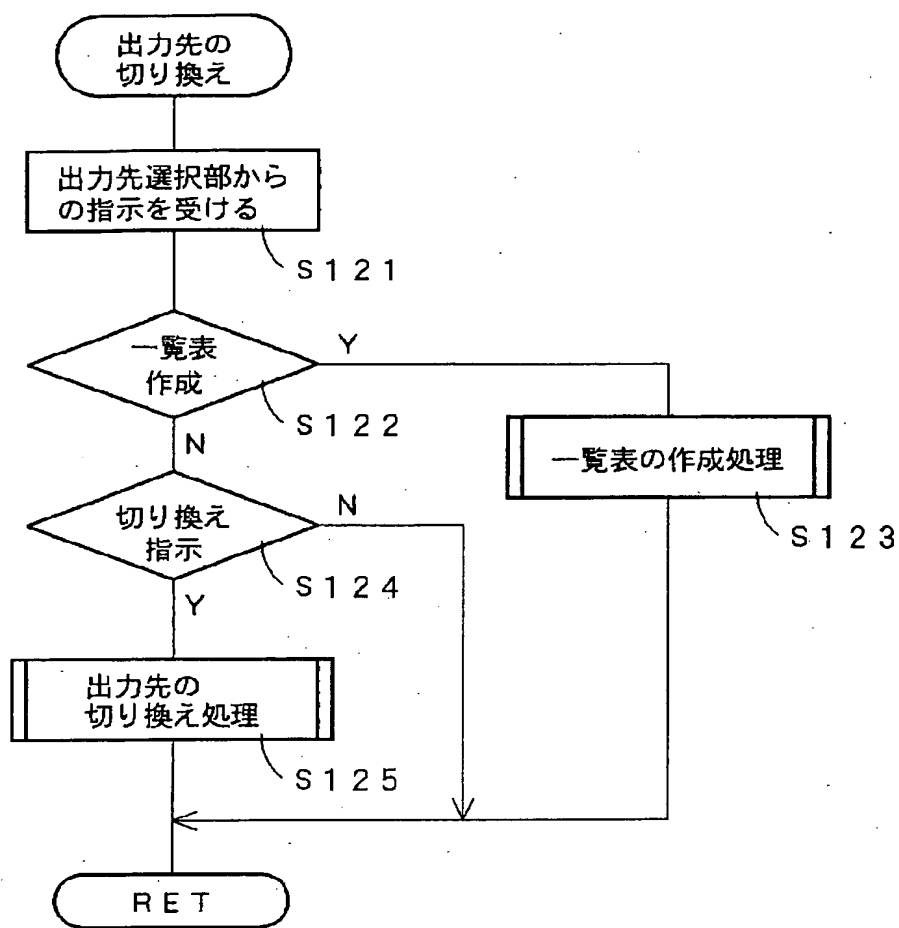 出力先の
切り換え
出力先選択部から
の指示を受ける
S121
一覧表
作成
Y
S122
N
一覧表の作成処理
S123
切り換え
指示
N
S124
Y
出力先の
切り換え処理
S125
RET